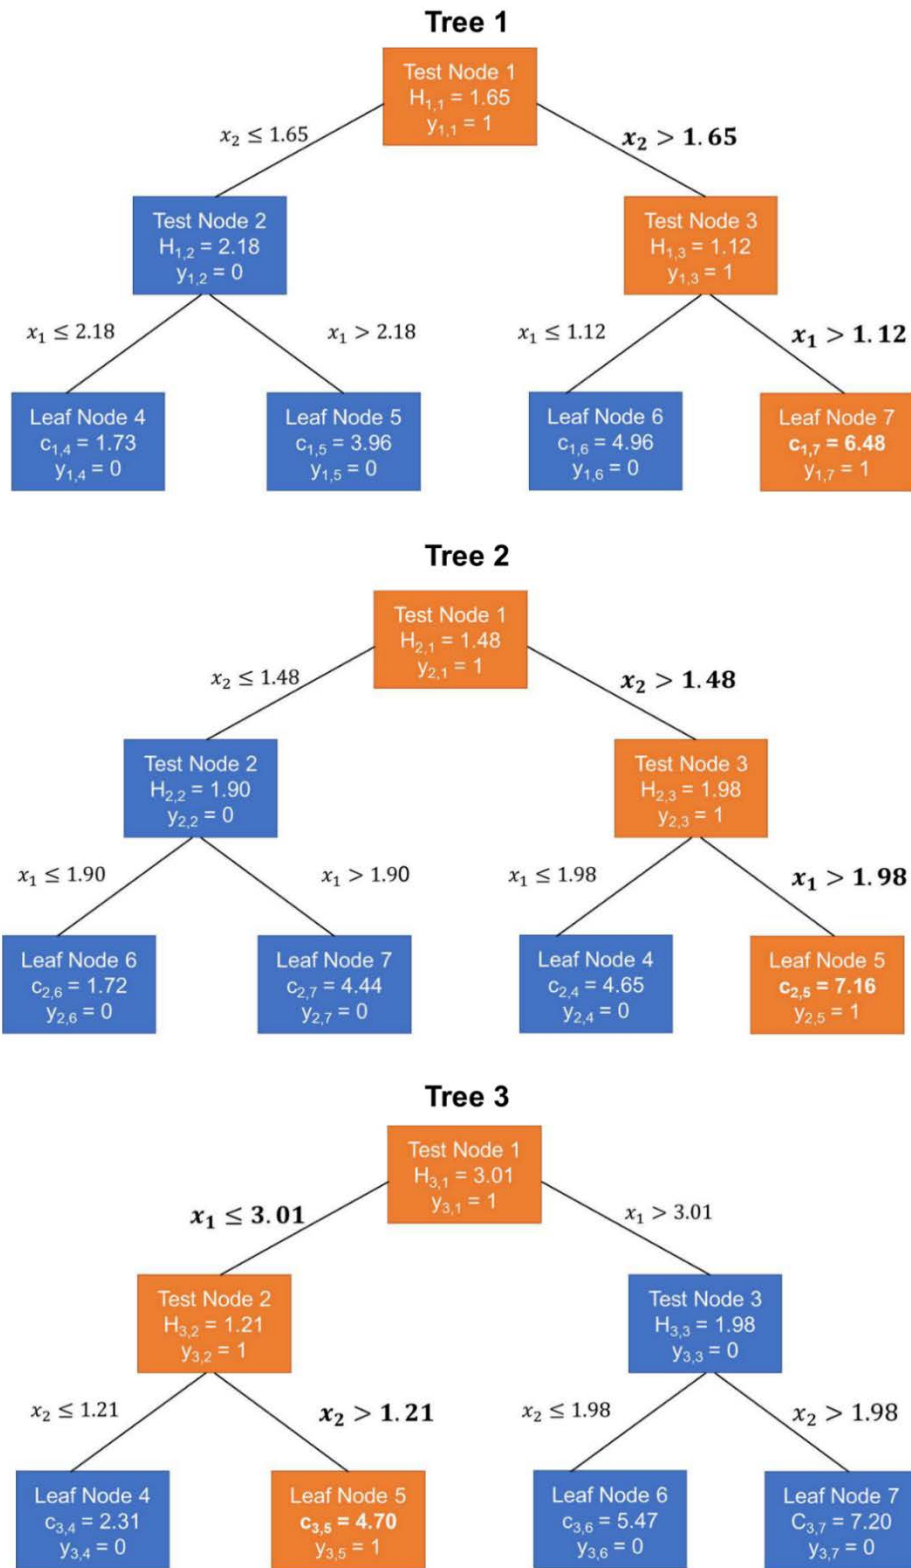 Tree 1
Test Node 1
H₁,₁ = 1.65
y₁,₁ = 1
x₂ ≤ 1.65
x₂ > 1.65
Test Node 2
H₁,₂ = 2.18
y₁,₂ = 0
Test Node 3
H₁,₃ = 1.12
y₁,₃ = 1
x₁ ≤ 2.18
x₁ > 2.18
x₁ ≤ 1.12
x₁ > 1.12
Leaf Node 4
c₁,₄ = 1.73
y₁,₄ = 0
Leaf Node 5
c₁,₅ = 3.96
y₁,₅ = 0
Leaf Node 6
c₁,₆ = 4.96
y₁,₆ = 0
Leaf Node 7
c₁,₇ = 6.48
y₁,₇ = 1
Tree 2
Test Node 1
H₂,₁ = 1.48
y₂,₁ = 1
x₂ ≤ 1.48
x₂ > 1.48
Test Node 2
H₂,₂ = 1.90
y₂,₂ = 0
Test Node 3
H₂,₃ = 1.98
y₂,₃ = 1
x₁ ≤ 1.90
x₁ > 1.90
x₁ ≤ 1.98
x₁ > 1.98
Leaf Node 6
c₂,₆ = 1.72
y₂,₆ = 0
Leaf Node 7
c₂,₇ = 4.44
y₂,₇ = 0
Leaf Node 4
c₂,₄ = 4.65
y₂,₄ = 0
Leaf Node 5
c₂,₅ = 7.16
y₂,₅ = 1
Tree 3
Test Node 1
H₃,₁ = 3.01
y₃,₁ = 1
x₁ ≤ 3.01
x₁ > 3.01
Test Node 2
H₃,₂ = 1.21
y₃,₂ = 1
Test Node 3
H₃,₃ = 1.98
y₃,₃ = 0
x₂ ≤ 1.21
x₂ > 1.21
x₂ ≤ 1.98
x₂ > 1.98
Leaf Node 4
c₃,₄ = 2.31
y₃,₄ = 0
Leaf Node 5
c₃,₅ = 4.70
y₃,₅ = 1
Leaf Node 6
c₃,₆ = 5.47
y₃,₆ = 0
Leaf Node 7
C₃,₇ = 7.20
y₃,₇ = 0